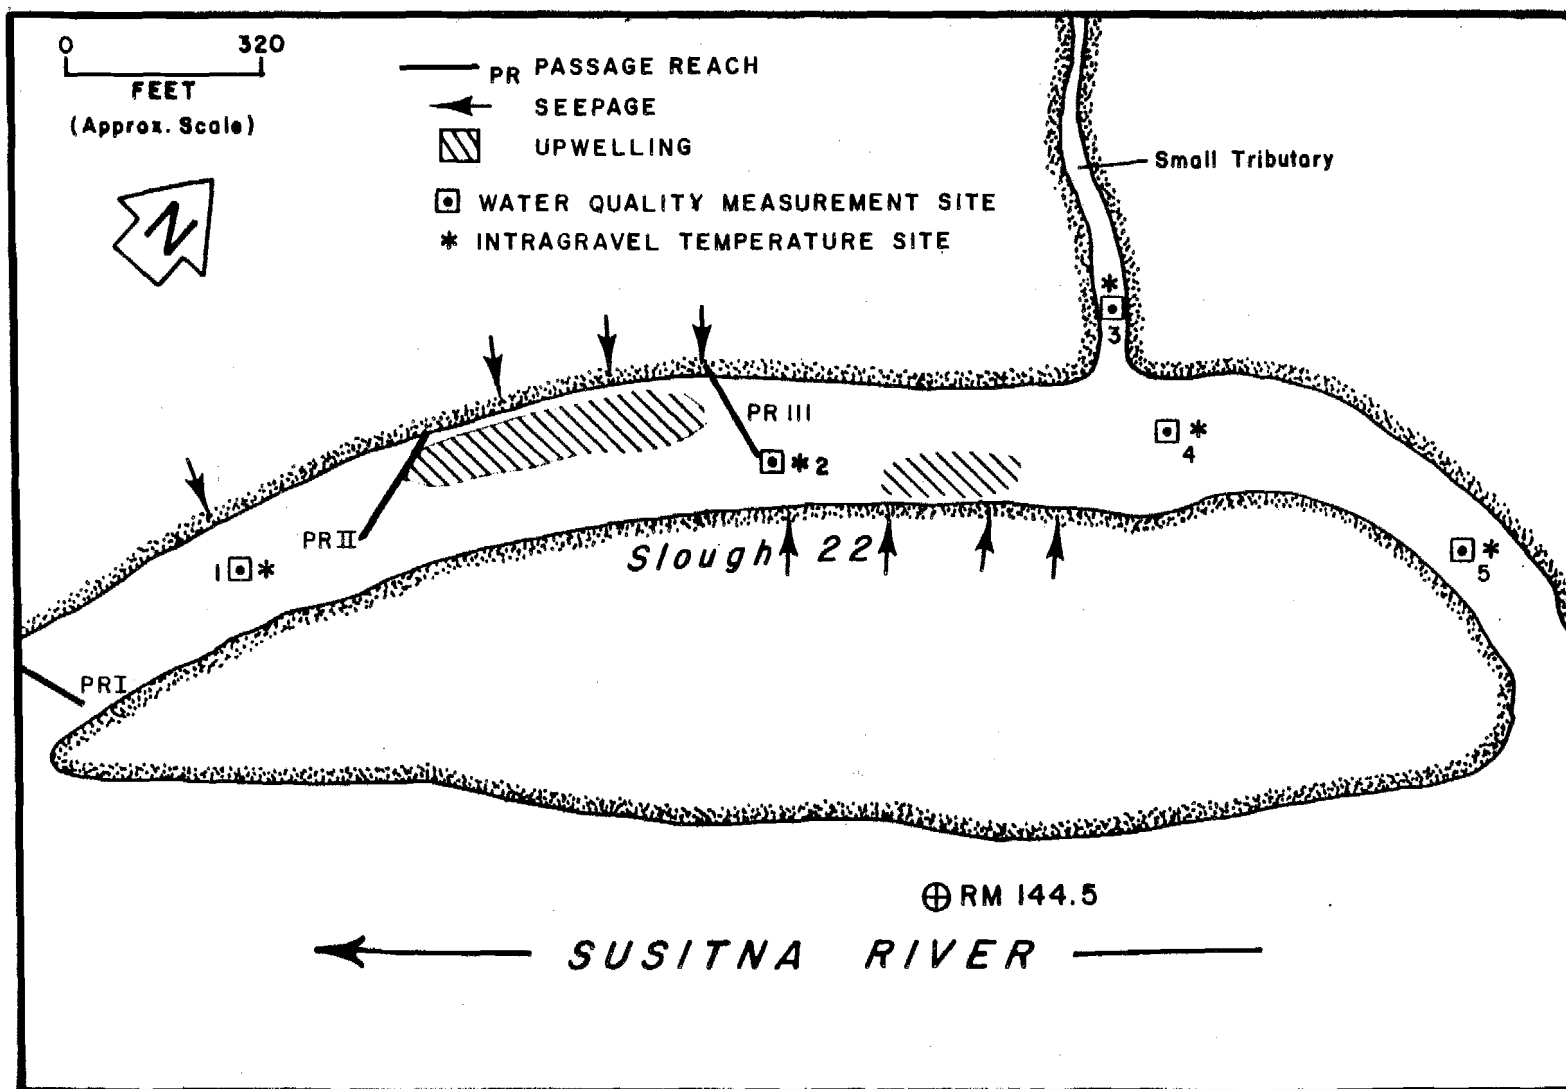 0 320
FEET
(Approx. Scale)
PR PASSAGE REACH
SEEPAGE
UPWELLING
WATER QUALITY MEASUREMENT SITE
* INTRAGRAVEL TEMPERATURE SITE
N
Small Tributary
*
3
PR III
* 2
*
4
PR II
Slough 22
1 *
*
5
PR I
⊕ RM 144.5
SUSITNA RIVER